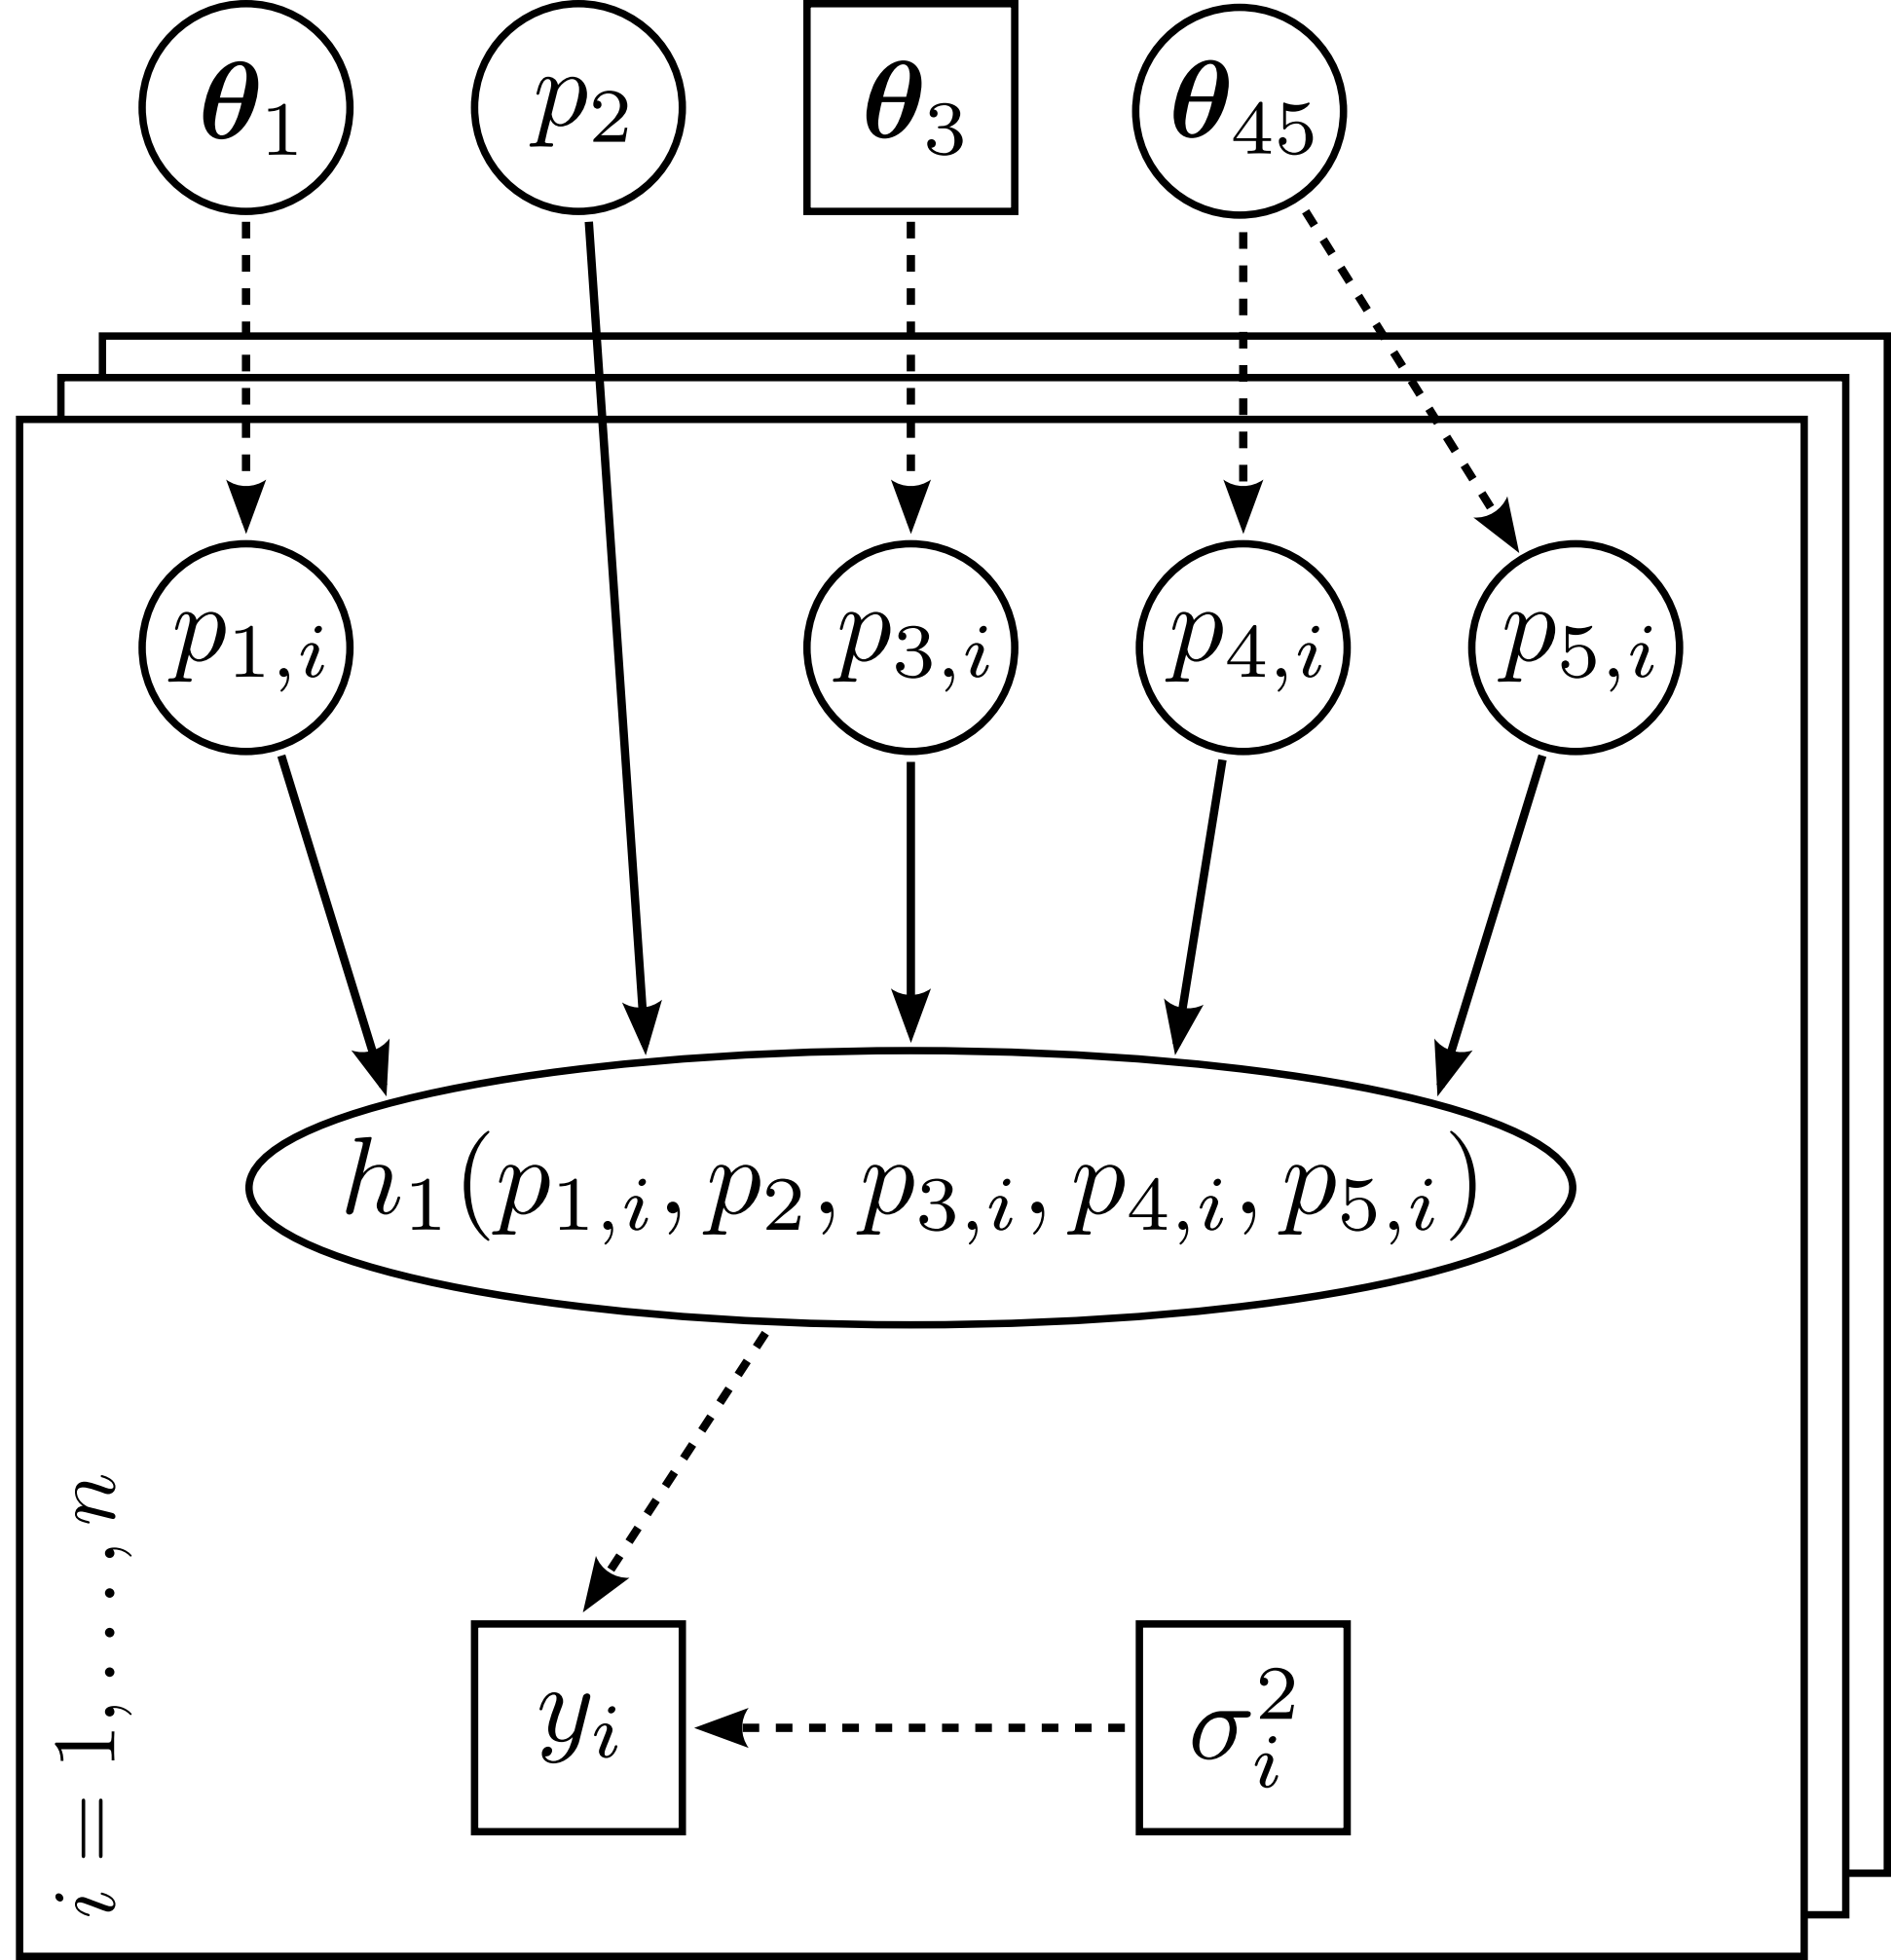 θ₁ p₂ θ₃ θ₄₅
p₁,ᵢ p₃,ᵢ p₄,ᵢ p₅,ᵢ
h₁(p₁,ᵢ, p₂, p₃,ᵢ, p₄,ᵢ, p₅,ᵢ)
yᵢ σᵢ²
i = 1, . . . , n